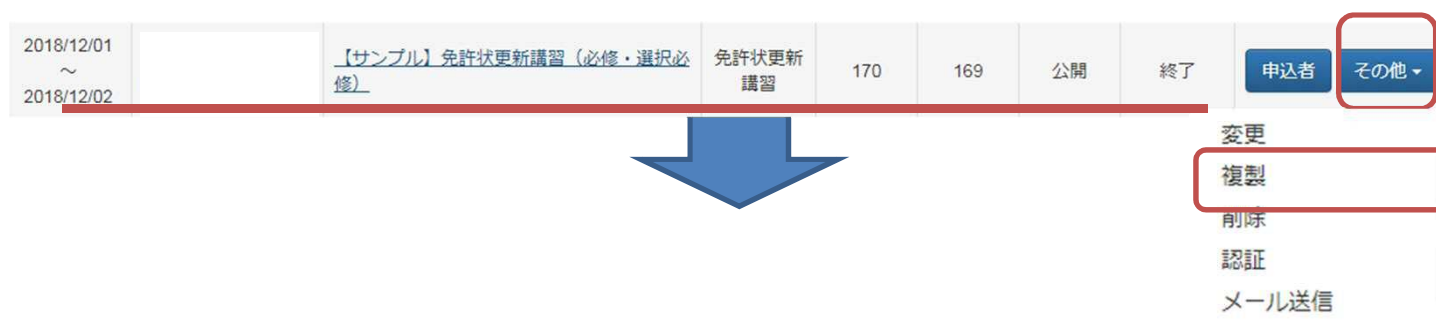 2018/12/01
～
2018/12/02
【サンプル】免許状更新講習（必修・選択必
修）
免許状更新
講習
170
169
公開
終了
申込者
その他
変更
複製
削除
認証
メール送信